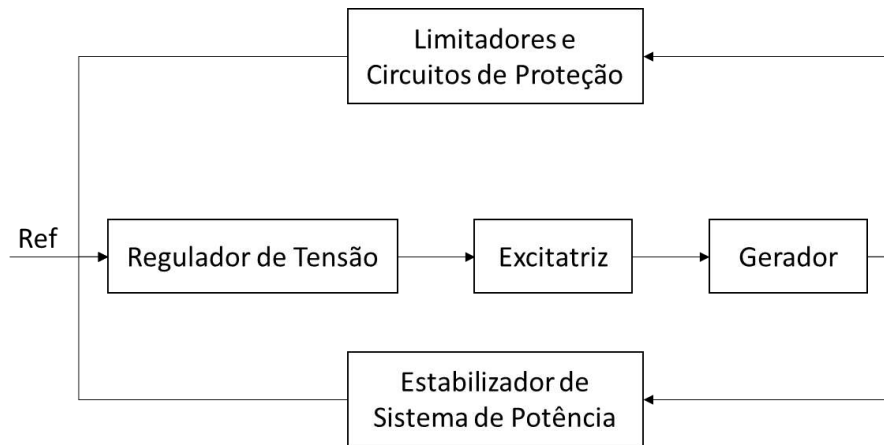 Limitadores e
Circuitos de Proteção
Ref
Regulador de Tensão
Excitatriz
Gerador
Estabilizador de
Sistema de Potência